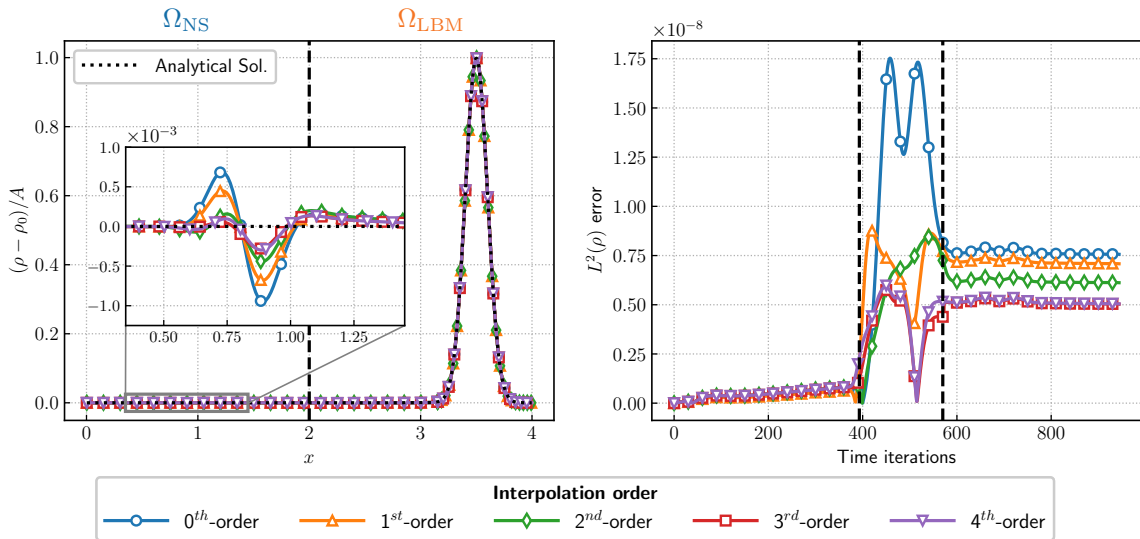 Ω_NS Ω_LBM
1.0
0.8
0.6
0.4
0.2
0.0
(ρ − ρ0)/A
Analytical Sol.
×10^−3
1.0
0.5
0.0
−0.5
−1.0
0.50 0.75 1.00 1.25
0 1 2 3 4
x
×10^−8
1.75
1.50
1.25
1.00
0.75
0.50
0.25
0.00
L^2(ρ) error
0 200 400 600 800
Time iterations
Interpolation order
0^th-order 1^st-order 2^nd-order 3^rd-order 4^th-order